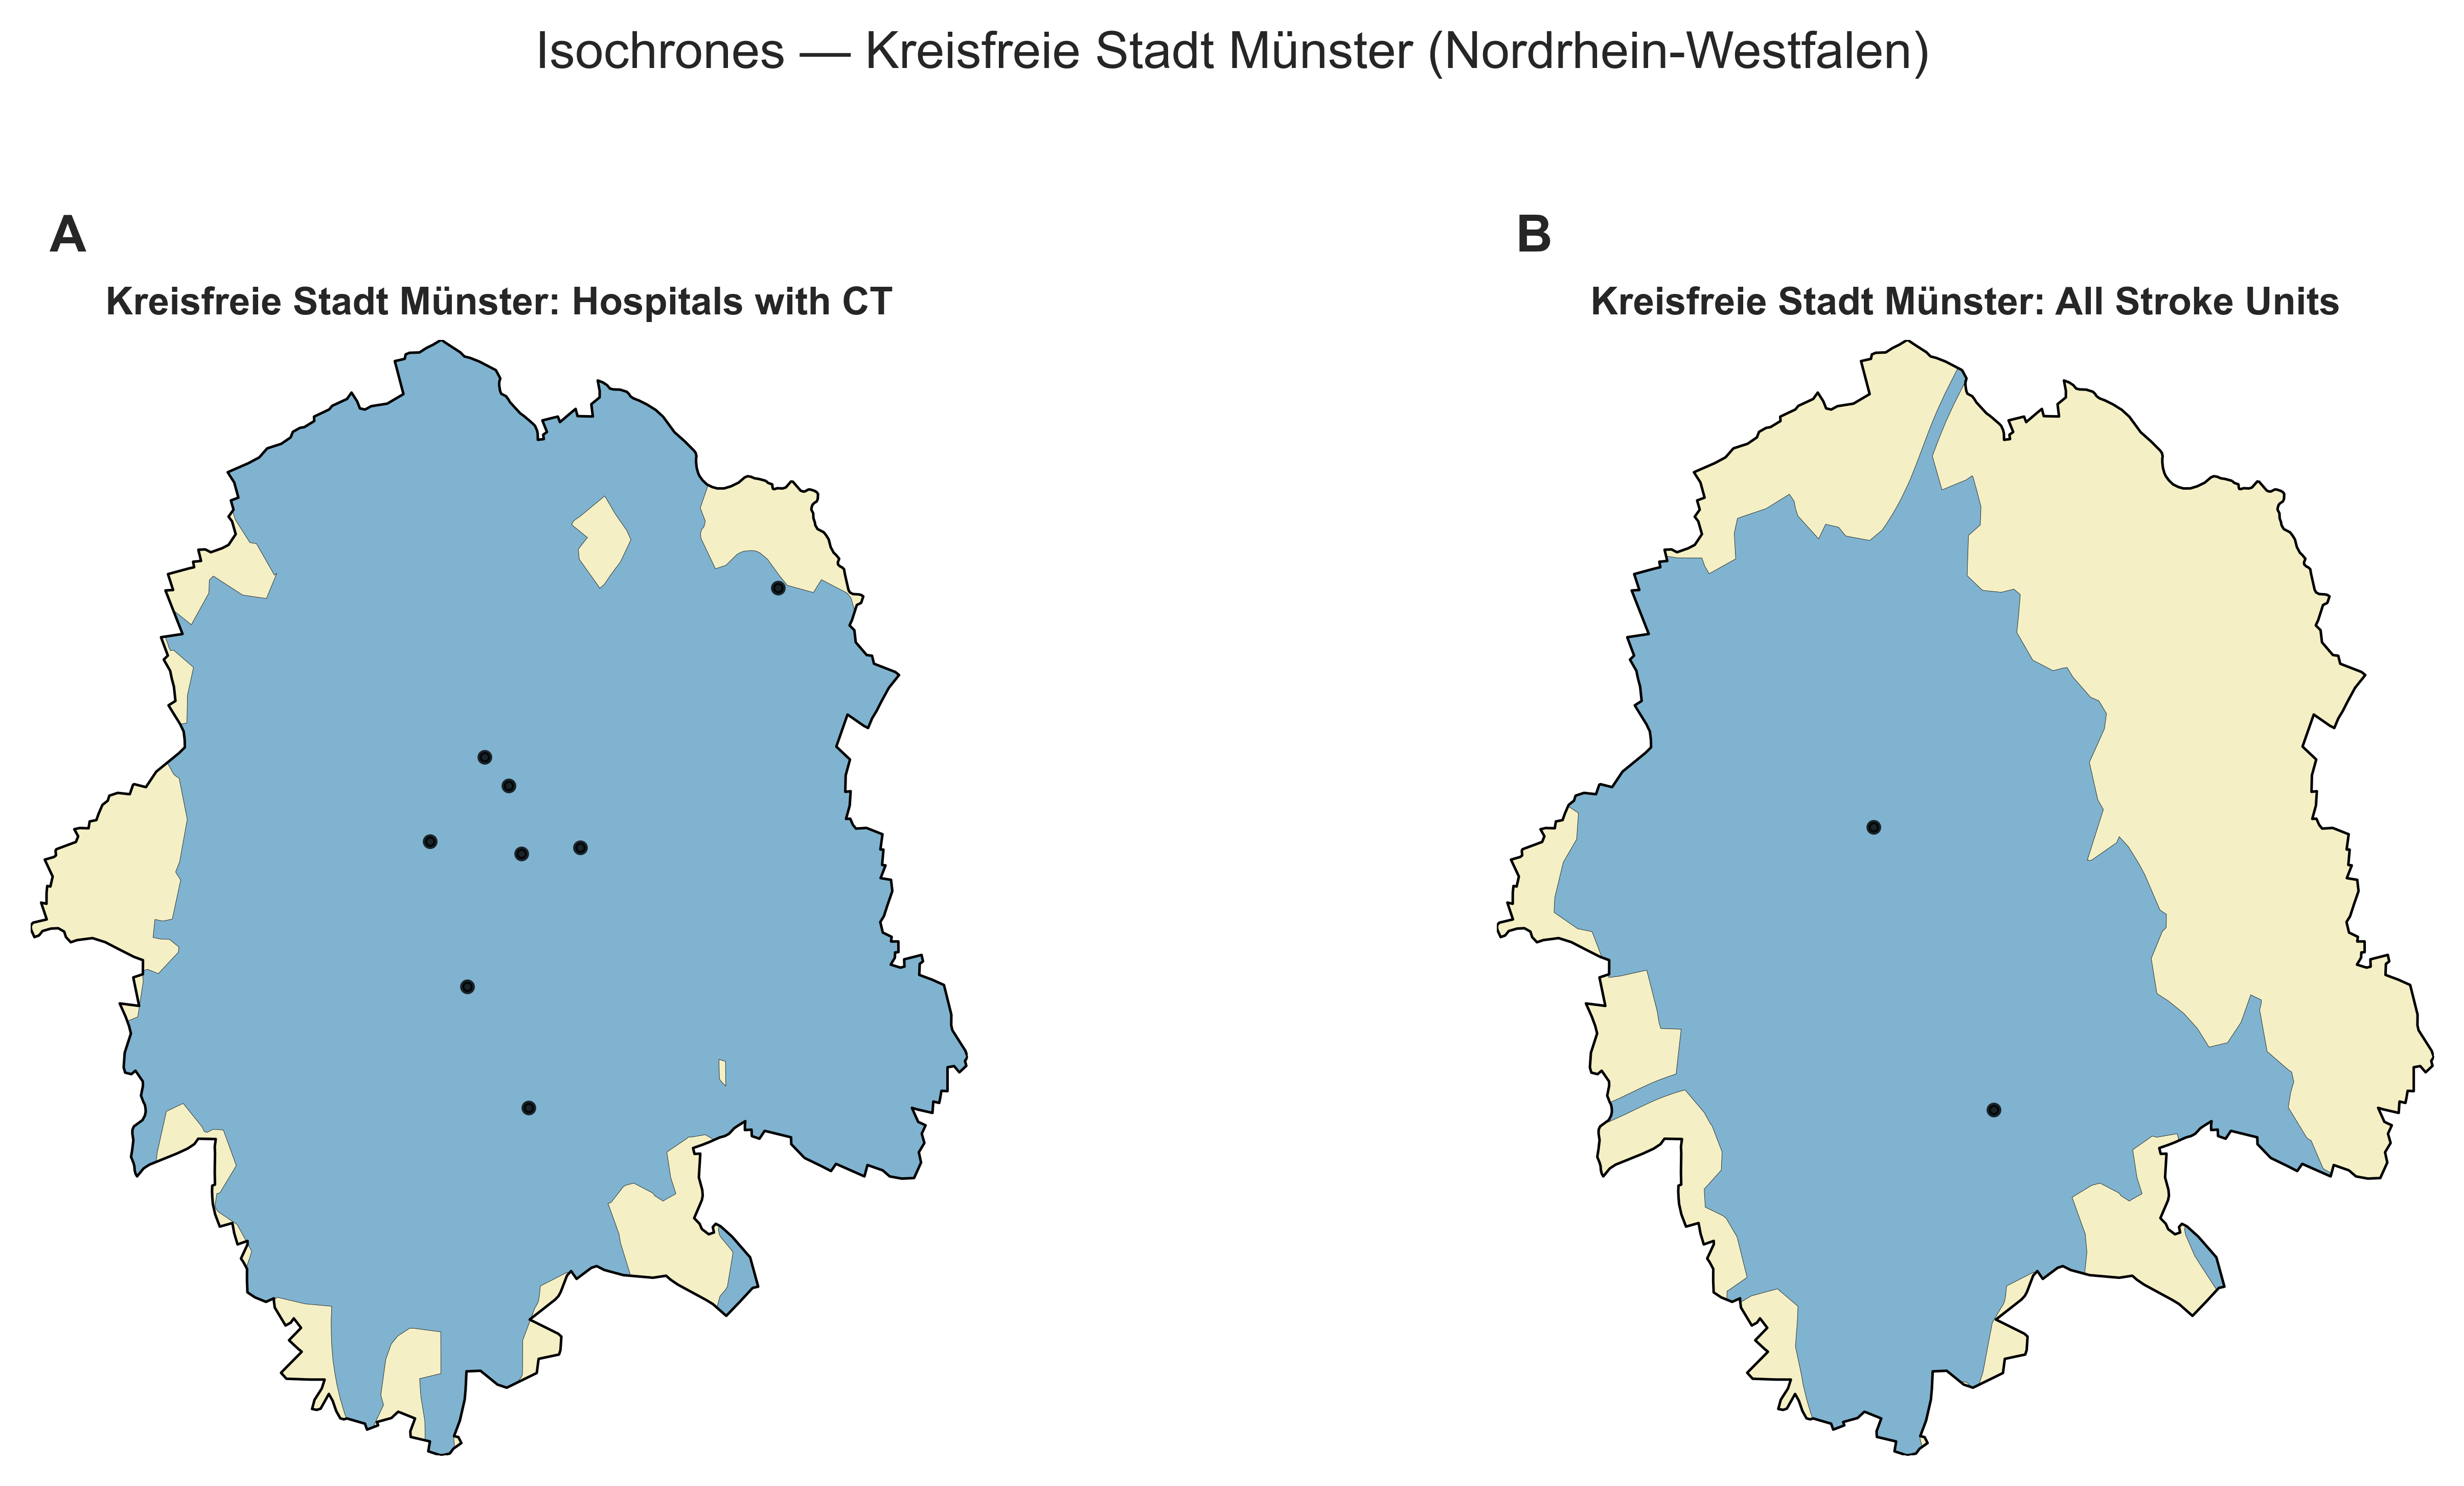 Isochrones — Kreisfreie Stadt Münster (Nordrhein-Westfalen)
A
B
Kreisfreie Stadt Münster: Hospitals with CT
Kreisfreie Stadt Münster: All Stroke Units